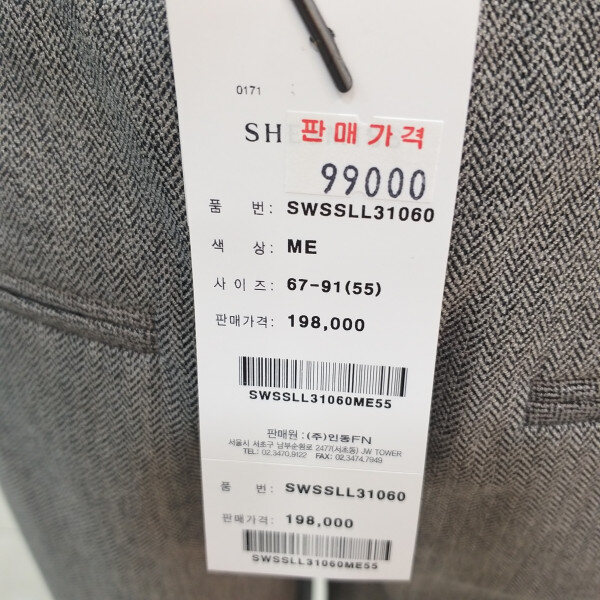 0171
SH 판매가격
99000
품 번: SWSSLL31060
색 상: ME
사이즈: 67-91(55)
판매가격: 198,000
SWSSLL31060ME55
판매원 : (주)인동FN
서울시 서초구 남부순환로 2477(서초동) JW TOWER
TEL: 02.3470.9122 FAX: 02.3474.7949
품 번: SWSSLL31060
판매가격: 198,000
SWSSLL31060ME55